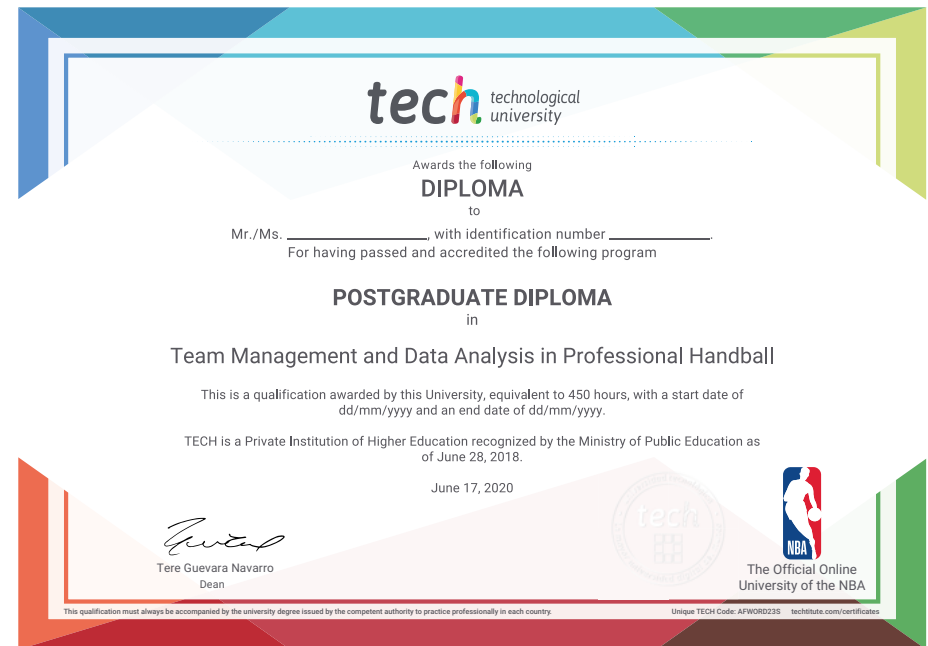 tech technological
university
Awards the following
DIPLOMA
to
Mr./Ms. ____________________, with identification number ______________.
For having passed and accredited the following program
POSTGRADUATE DIPLOMA
in
Team Management and Data Analysis in Professional Handball
This is a qualification awarded by this University, equivalent to 450 hours, with a start date of
dd/mm/yyyy and an end date of dd/mm/yyyy.
TECH is a Private Institution of Higher Education recognized by the Ministry of Public Education as
of June 28, 2018.
June 17, 2020
tech
NBA
Tere Guevara Navarro
Dean
The Official Online
University of the NBA
This qualification must always be accompanied by the university degree issued by the competent authority to practice professionally in each country.
Unique TECH Code: AFWORD23S techtitute.com/certificates